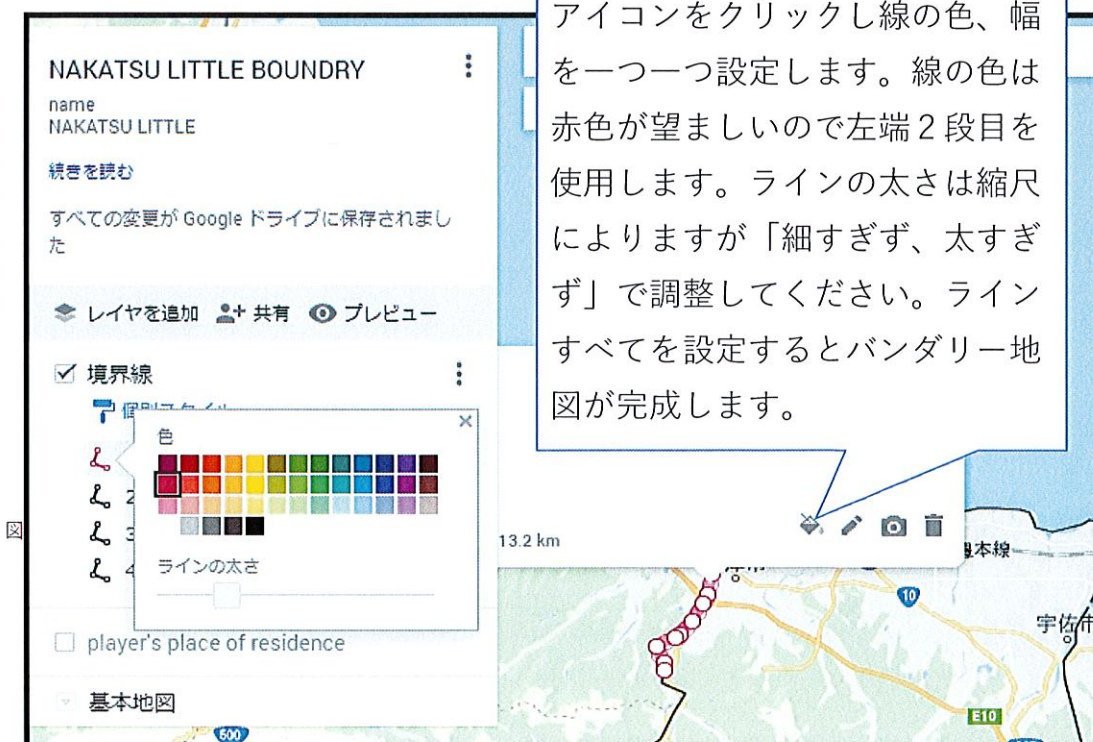 アイコンをクリックし線の色、幅
を一つ一つ設定します。線の色は
赤色が望ましいので左端２段目を
使用します。ラインの太さは縮尺
によりますが「細すぎず、太すぎ
ず」で調整してください。ライン
すべてを設定するとバンダリー地
図が完成します。
NAKATSU LITTLE BOUNDRY
name
NAKATSU LITTLE
続きを読む
すべての変更が Google ドライブに保存されまし
た
レイヤを追加 共有 プレビュー
境界線
色
2
3
4
ラインの太さ
player's place of residence
基本地図
図
13.2 km
本線
10
宇佐市
E10
500